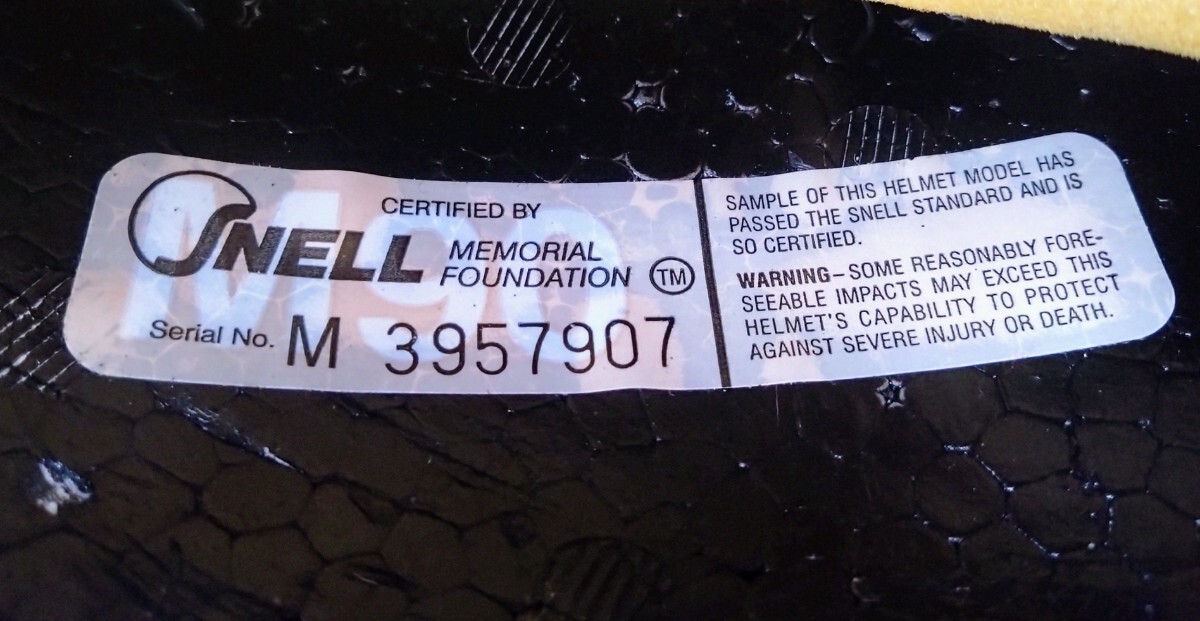 M90
CERTIFIED BY
SNELL MEMORIAL
FOUNDATION TM
Serial No. M 3957907
SAMPLE OF THIS HELMET MODEL HAS
PASSED THE SNELL STANDARD AND IS
SO CERTIFIED.
WARNING–SOME REASONABLY FORE-
SEEABLE IMPACTS MAY EXCEED THIS
HELMET'S CAPABILITY TO PROTECT
AGAINST SEVERE INJURY OR DEATH.